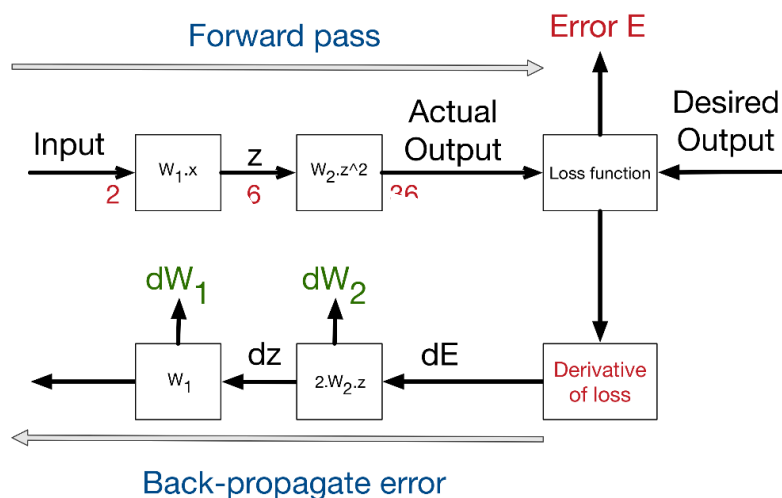 Forward pass
Error E
Input
W₁.x
z
W₂.z^2
Actual
Output
Loss function
Desired
Output
2
6
36
dW₁
dW₂
W₁
dz
2.W₂.z
dE
Derivative
of loss
Back-propagate error